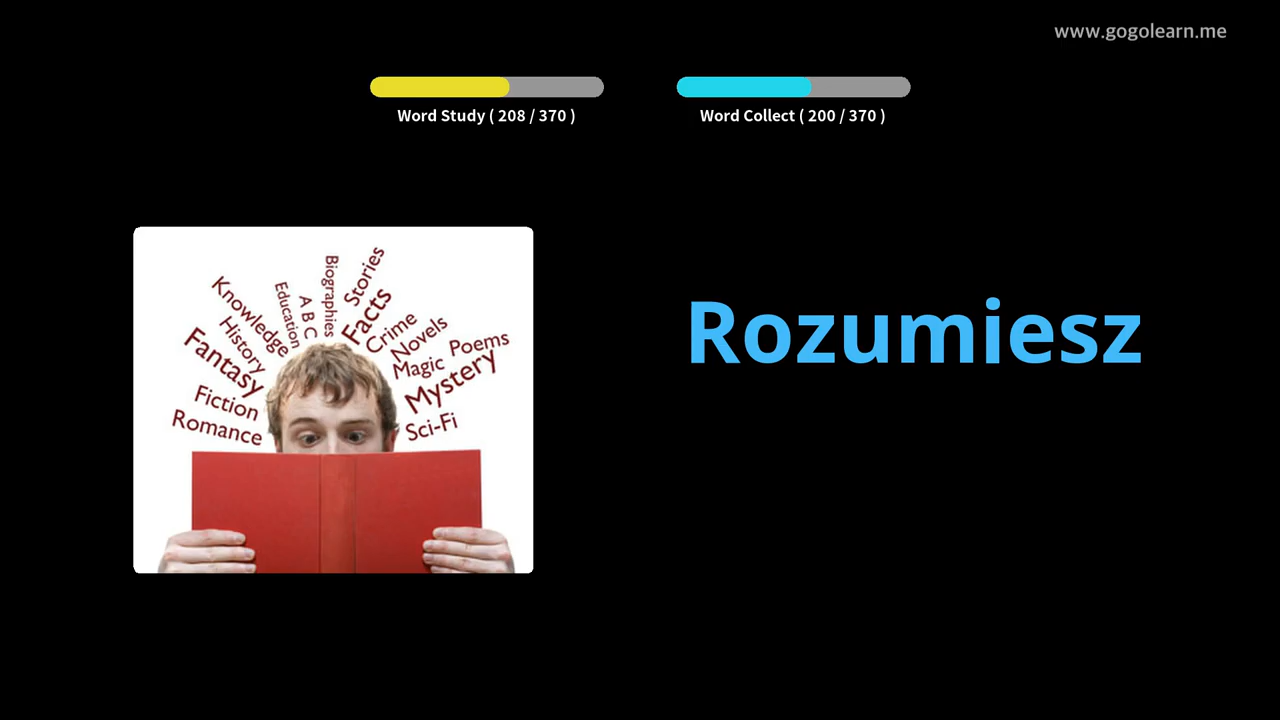 www.gogolearn.me
Word Study ( 208 / 370 )
Word Collect ( 200 / 370 )
Rozumiesz
Romance
Fiction
Fantasy
History
Knowledge
Education
A B C
Biographies
Stories
Facts
Crime
Novels
Magic
Poems
Mystery
Sci-Fi